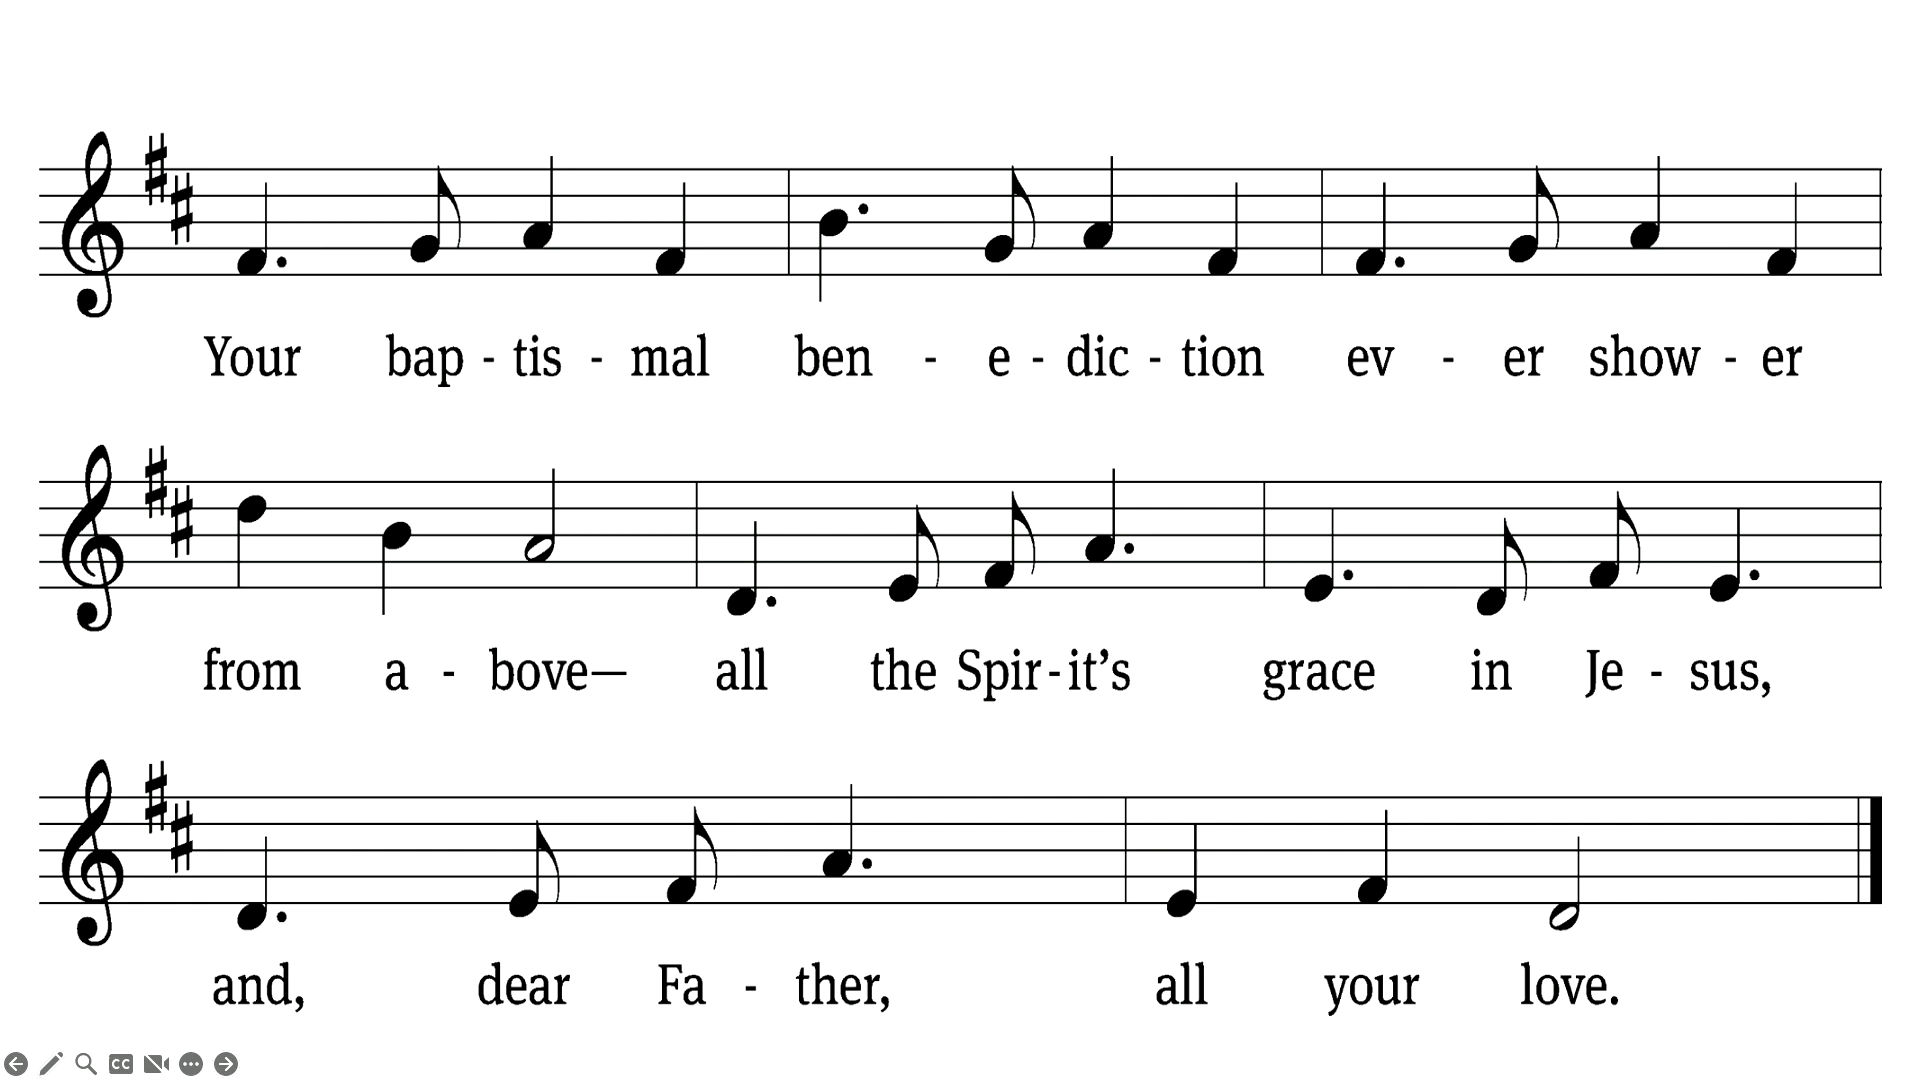 Your bap - tis - mal ben - e - dic - tion ev - er show - er
from a - bove— all the Spir - it’s grace in Je - sus,
and, dear Fa - ther, all your love.
CC